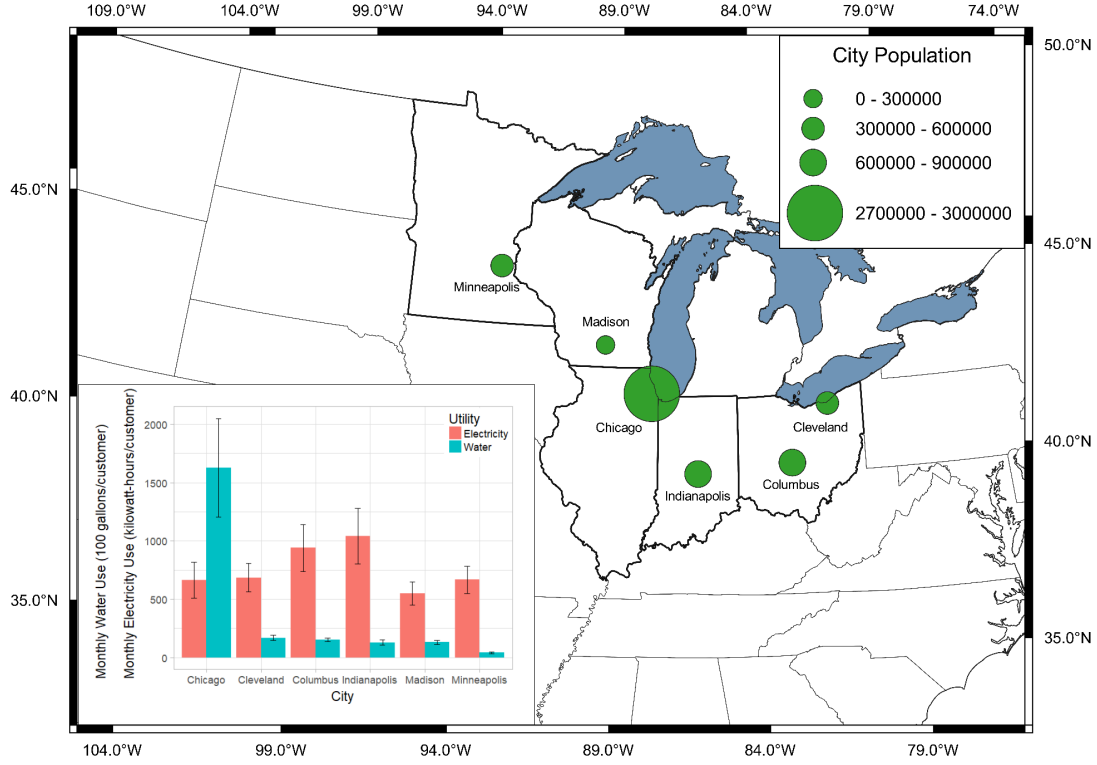 109.0°W 104.0°W 94.0°W 89.0°W 84.0°W 79.0°W 74.0°W
50.0°N
City Population
0 - 300000
300000 - 600000
600000 - 900000
2700000 - 3000000
45.0°N
45.0°N
Minneapolis
Madison
Chicago
Cleveland
Indianapolis
Columbus
40.0°N
40.0°N
35.0°N
35.0°N
Monthly Water Use (100 gallons/customer)
Monthly Electricity Use (kilowatt-hours/customer)
2000
1500
1000
500
0
Utility
Electricity
Water
Chicago Cleveland Columbus Indianapolis Madison Minneapolis
City
104.0°W 99.0°W 94.0°W 89.0°W 84.0°W 79.0°W